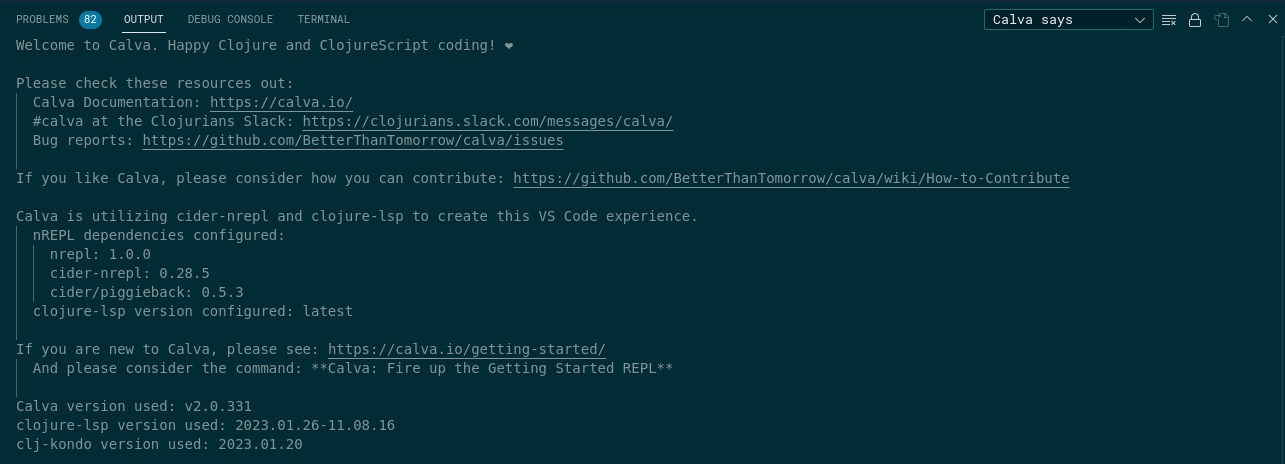 PROBLEMS 82 OUTPUT DEBUG CONSOLE TERMINAL Calva says
Welcome to Calva. Happy Clojure and ClojureScript coding! ❤
Please check these resources out:
Calva Documentation: https://calva.io/
#calva at the Clojurians Slack: https://clojurians.slack.com/messages/calva/
Bug reports: https://github.com/BetterThanTomorrow/calva/issues
If you like Calva, please consider how you can contribute: https://github.com/BetterThanTomorrow/calva/wiki/How-to-Contribute
Calva is utilizing cider-nrepl and clojure-lsp to create this VS Code experience.
nREPL dependencies configured:
nrepl: 1.0.0
cider-nrepl: 0.28.5
cider/piggieback: 0.5.3
clojure-lsp version configured: latest
If you are new to Calva, please see: https://calva.io/getting-started/
And please consider the command: **Calva: Fire up the Getting Started REPL**
Calva version used: v2.0.331
clojure-lsp version used: 2023.01.26-11.08.16
clj-kondo version used: 2023.01.20